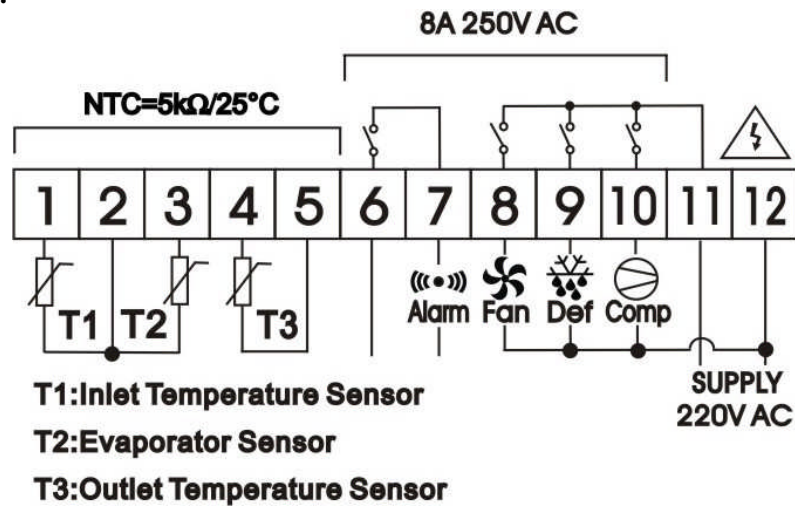 8A 250V AC
NTC=5kΩ/25°C
1 2 3 4 5 6 7 8 9 10 11 12
T1 T2 T3
Alarm Fan Def Comp
SUPPLY
220V AC
T1:Inlet Temperature Sensor
T2:Evaporator Sensor
T3:Outlet Temperature Sensor